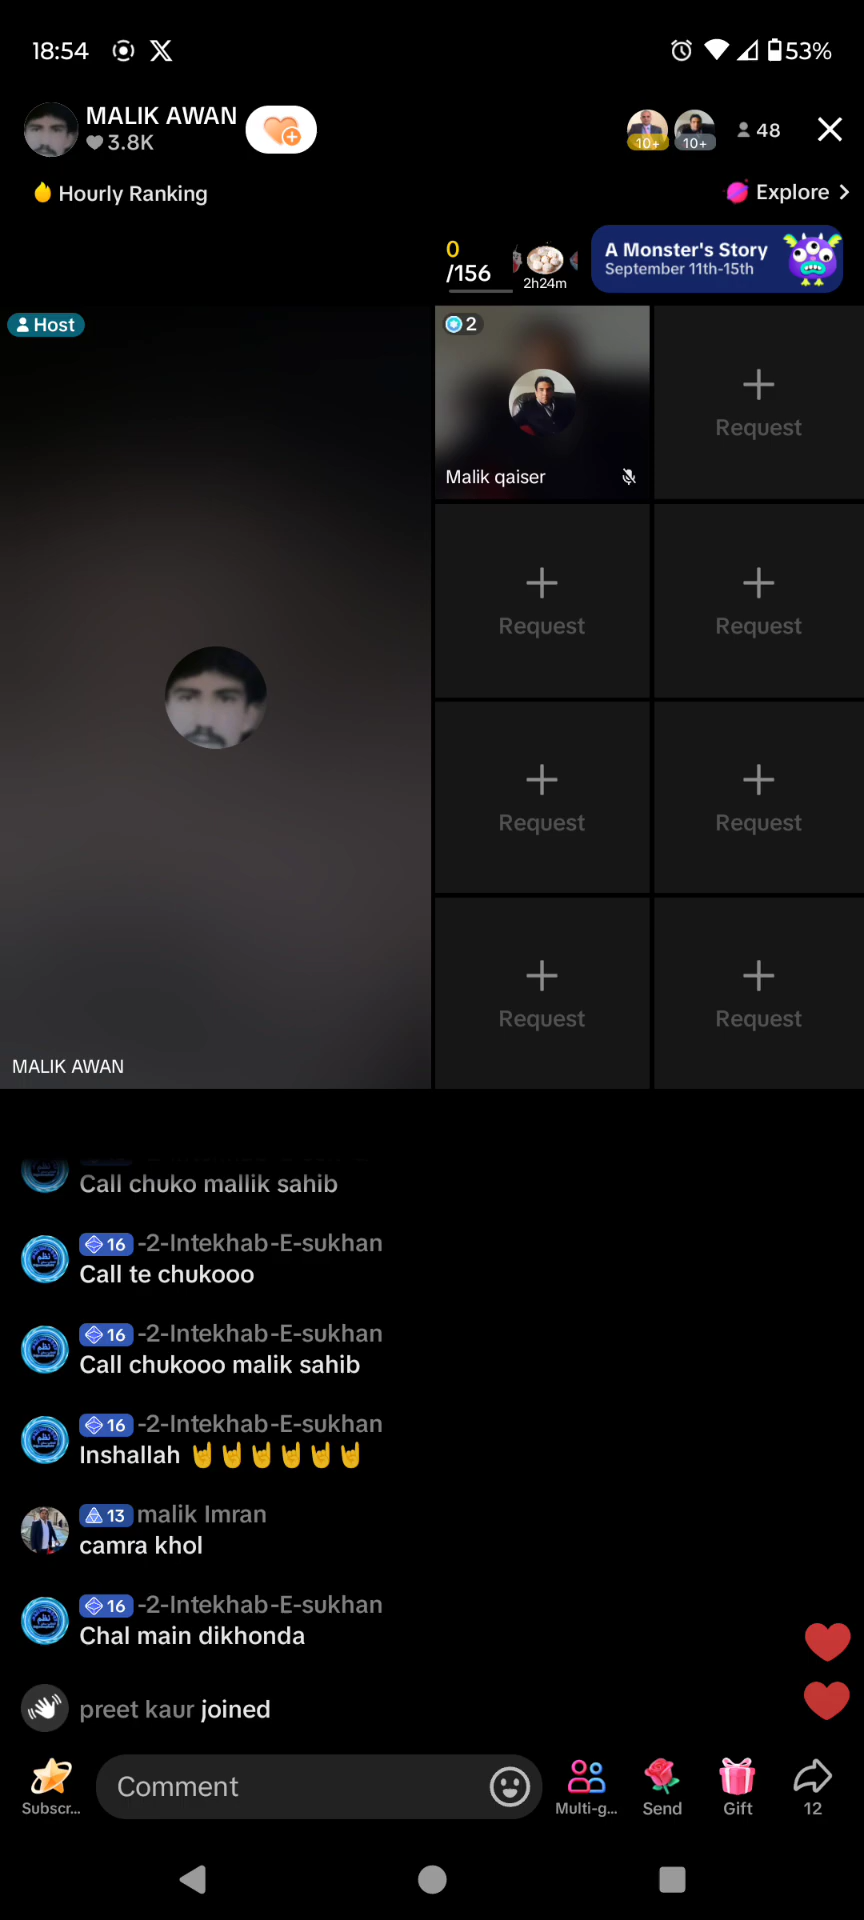 18:54
53%
MALIK AWAN
3.8K
10+
10+
48
Hourly Ranking
Explore
0
/156
2h24m
A Monster's Story
September 11th-15th
Host
2
Malik qaiser
+
Request
+
Request
+
Request
+
Request
+
Request
+
Request
+
Request
MALIK AWAN
Call chuko mallik sahib
16 -2-Intekhab-E-sukhan
Call te chukooo
16 -2-Intekhab-E-sukhan
Call chukooo malik sahib
16 -2-Intekhab-E-sukhan
Inshallah 🤘🤘🤘🤘🤘🤘
13 malik Imran
camra khol
16 -2-Intekhab-E-sukhan
Chal main dikhonda
preet kaur joined
Subscr...
Comment
Multi-g...
Send
Gift
12